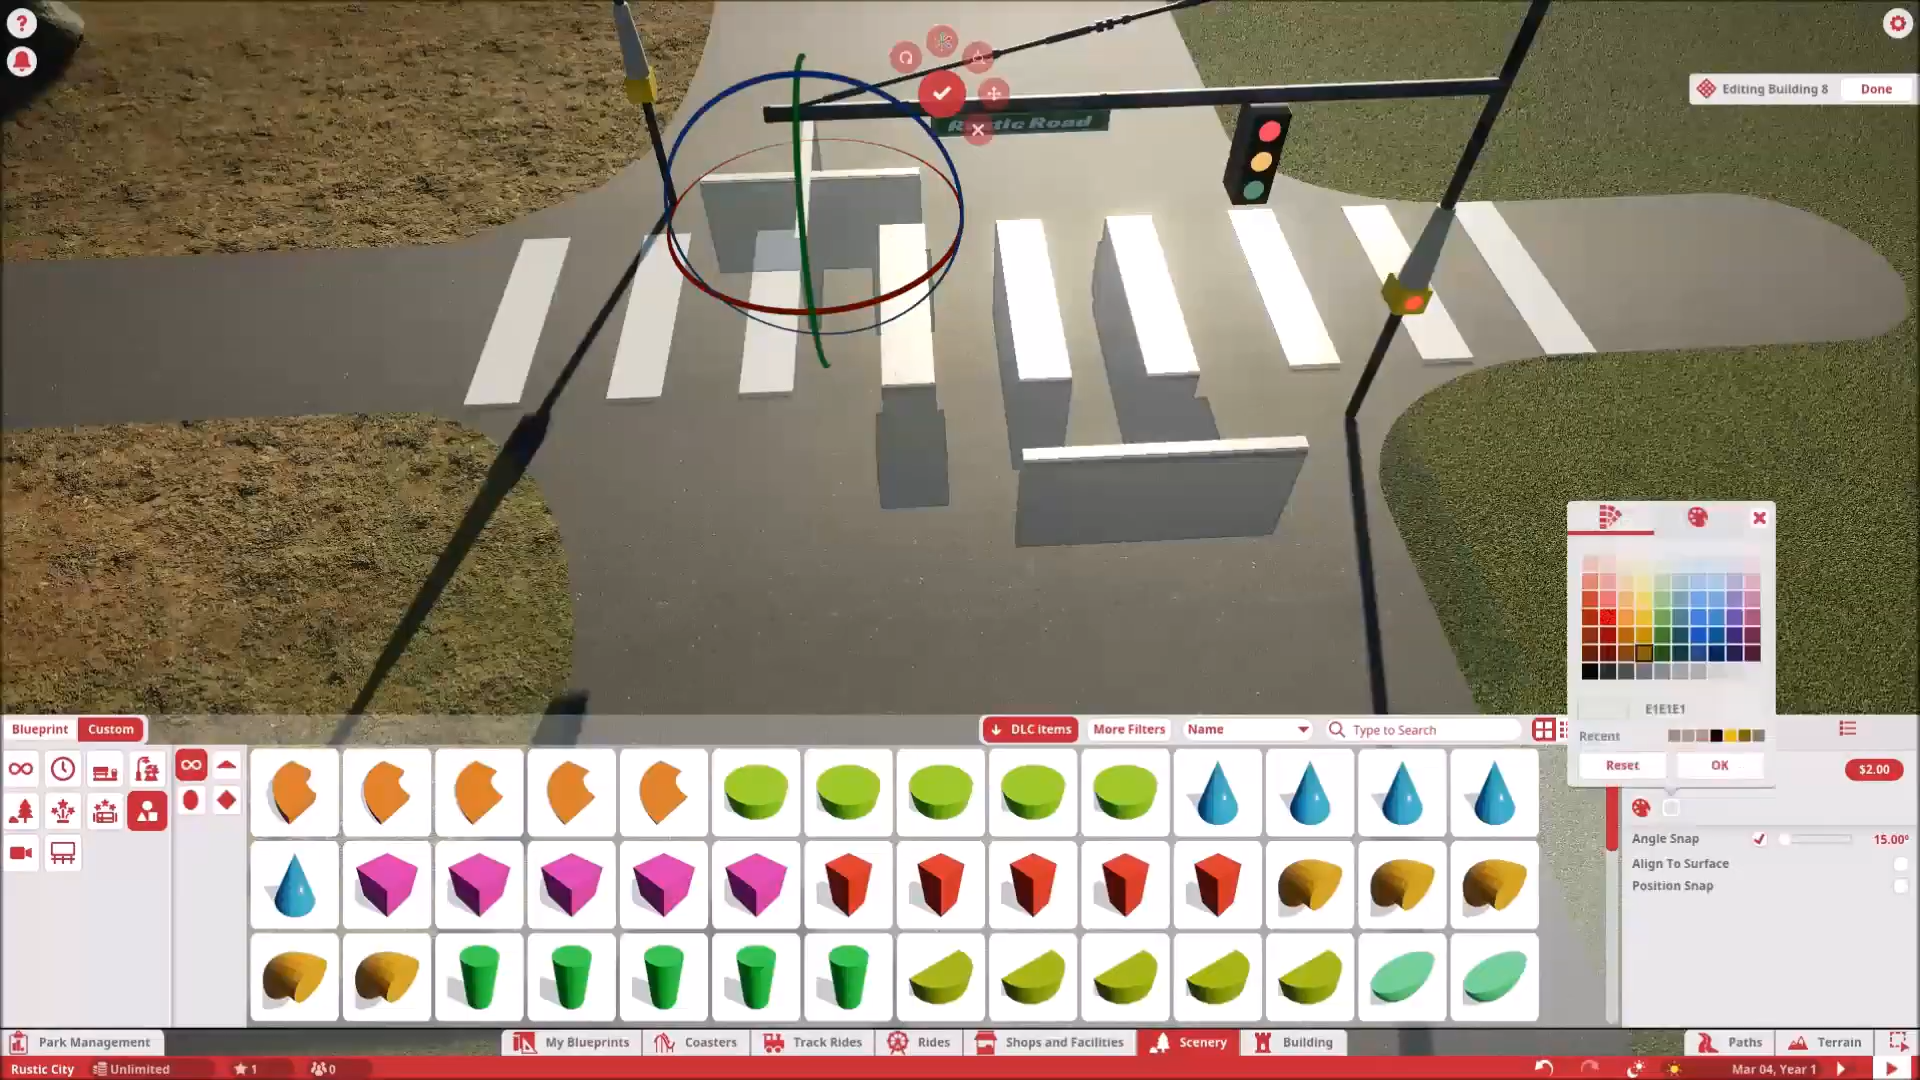 ?
Rustic Road
Editing Building 8
Done
E1E1E1
Recent
Reset
OK
Blueprint
Custom
DLC items
More Filters
Name
Type to Search
$2.00
Angle Snap
15.00°
Align To Surface
Position Snap
Park Management
My Blueprints
Coasters
Track Rides
Rides
Shops and Facilities
Scenery
Building
Paths
Terrain
Rustic City
Unlimited
1
0
Mar 04, Year 1